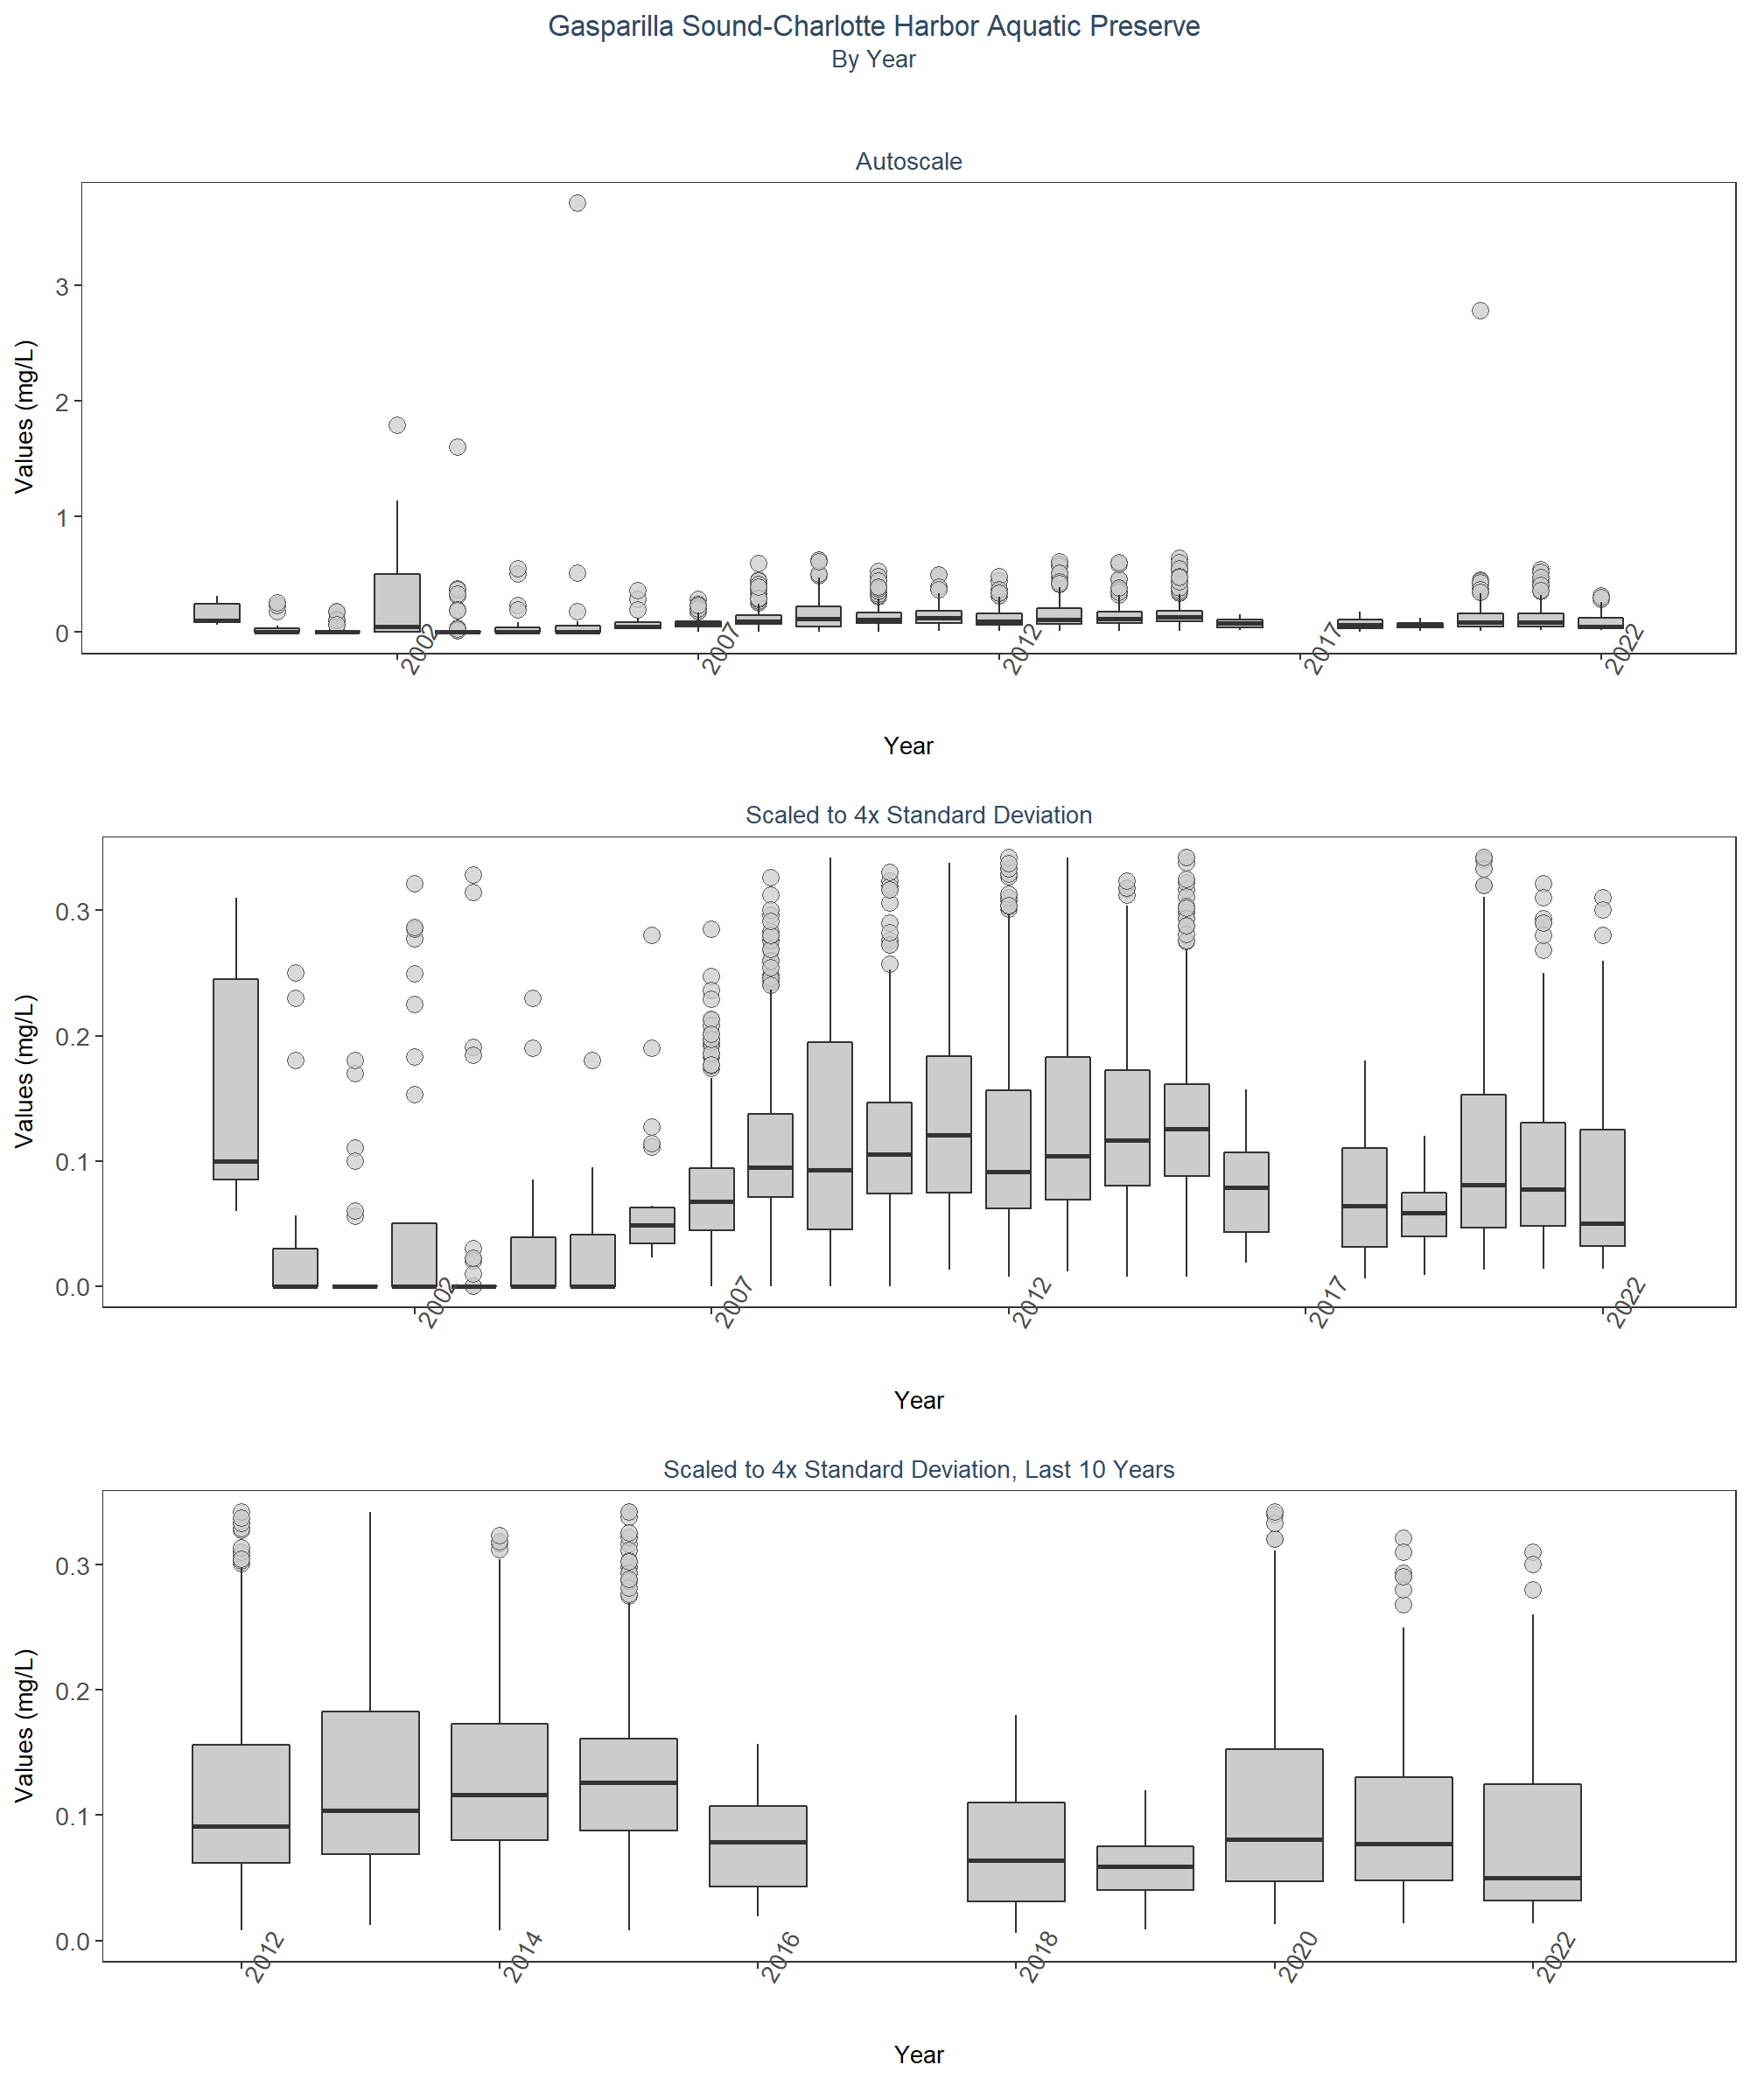 Gasparilla Sound-Charlotte Harbor Aquatic Preserve
By Year
Autoscale
Values (mg/L)
3
2
1
0
2002
2007
2012
2017
2022
Year
Scaled to 4x Standard Deviation
Values (mg/L)
0.3
0.2
0.1
0.0
2002
2007
2012
2017
2022
Year
Scaled to 4x Standard Deviation, Last 10 Years
Values (mg/L)
0.3
0.2
0.1
0.0
2012
2014
2016
2018
2020
2022
Year